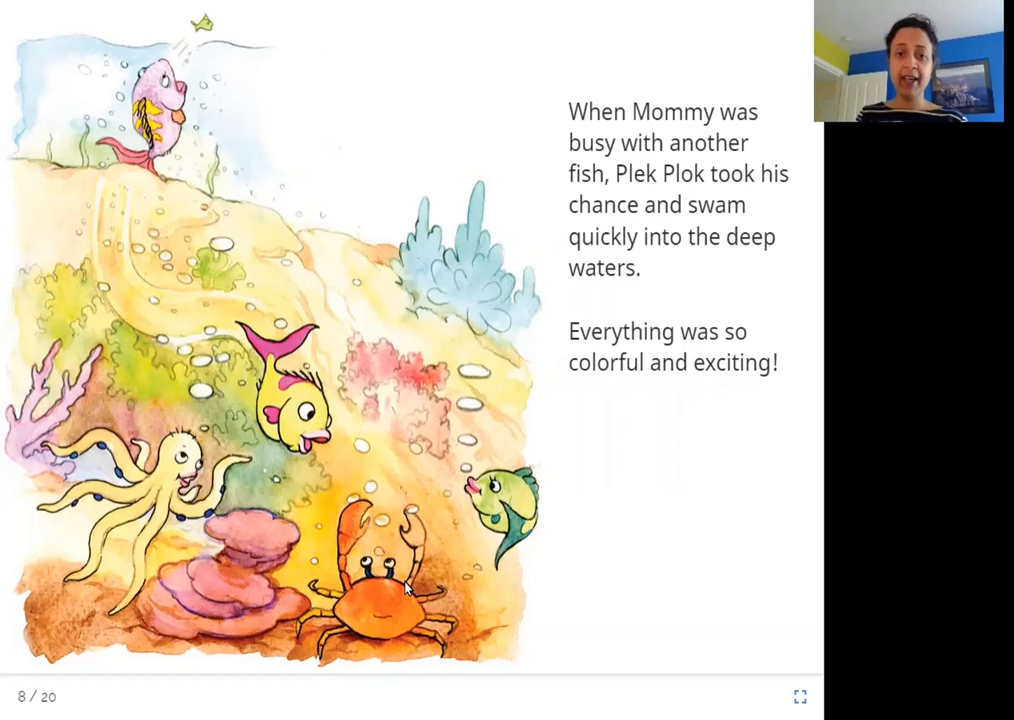 When Mommy was
busy with another
fish, Plek Plok took his
chance and swam
quickly into the deep
waters.
Everything was so
colorful and exciting!
8 / 20